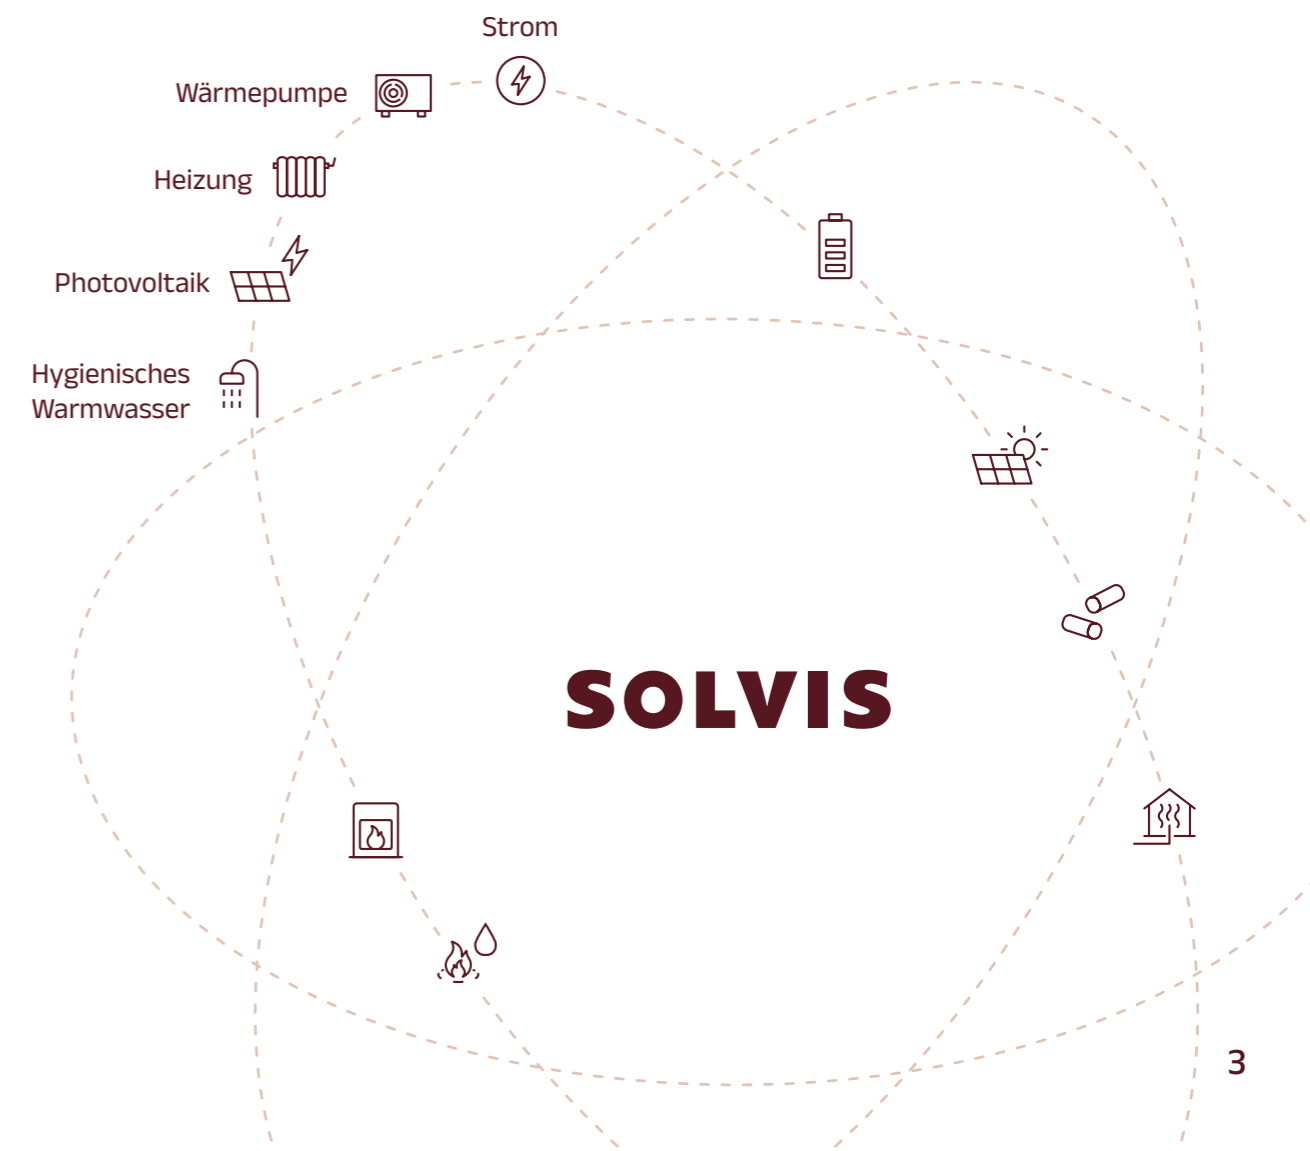 Strom
Wärmepumpe
Heizung
Photovoltaik
Hygienisches
Warmwasser
SOLVIS
3